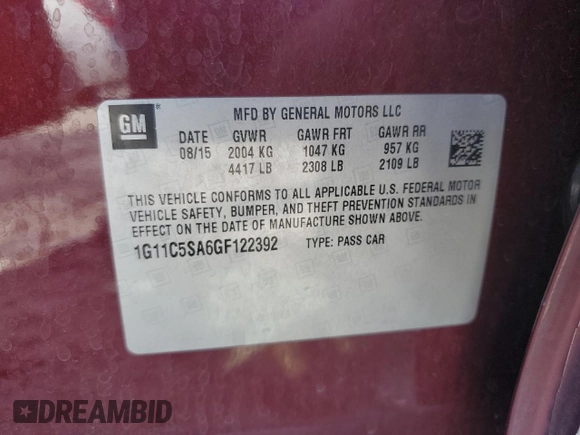 GM ®
MFD BY GENERAL MOTORS LLC
DATE GVWR GAWR FRT GAWR RR
08/15 2004 KG 1047 KG 957 KG
4417 LB 2308 LB 2109 LB
THIS VEHICLE CONFORMS TO ALL APPLICABLE U.S. FEDERAL MOTOR
VEHICLE SAFETY, BUMPER, AND THEFT PREVENTION STANDARDS IN
EFFECT ON THE DATE OF MANUFACTURE SHOWN ABOVE.
1G11C5SA6GF122392 TYPE: PASS CAR
DREAMBID